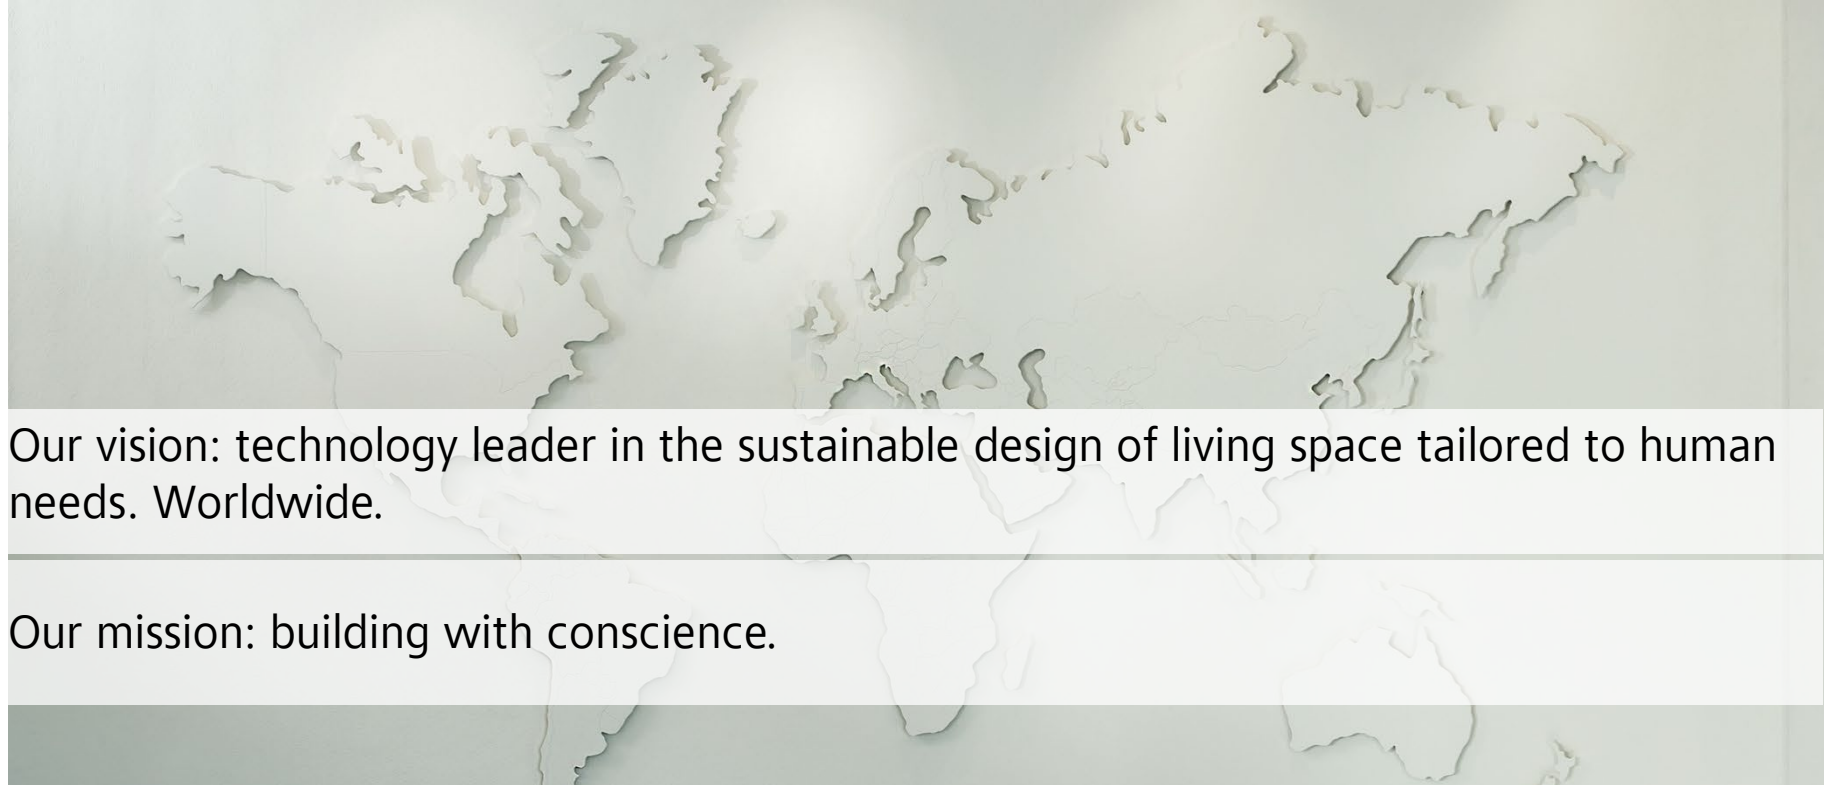 Our vision: technology leader in the sustainable design of living space tailored to human
needs. Worldwide.
Our mission: building with conscience.